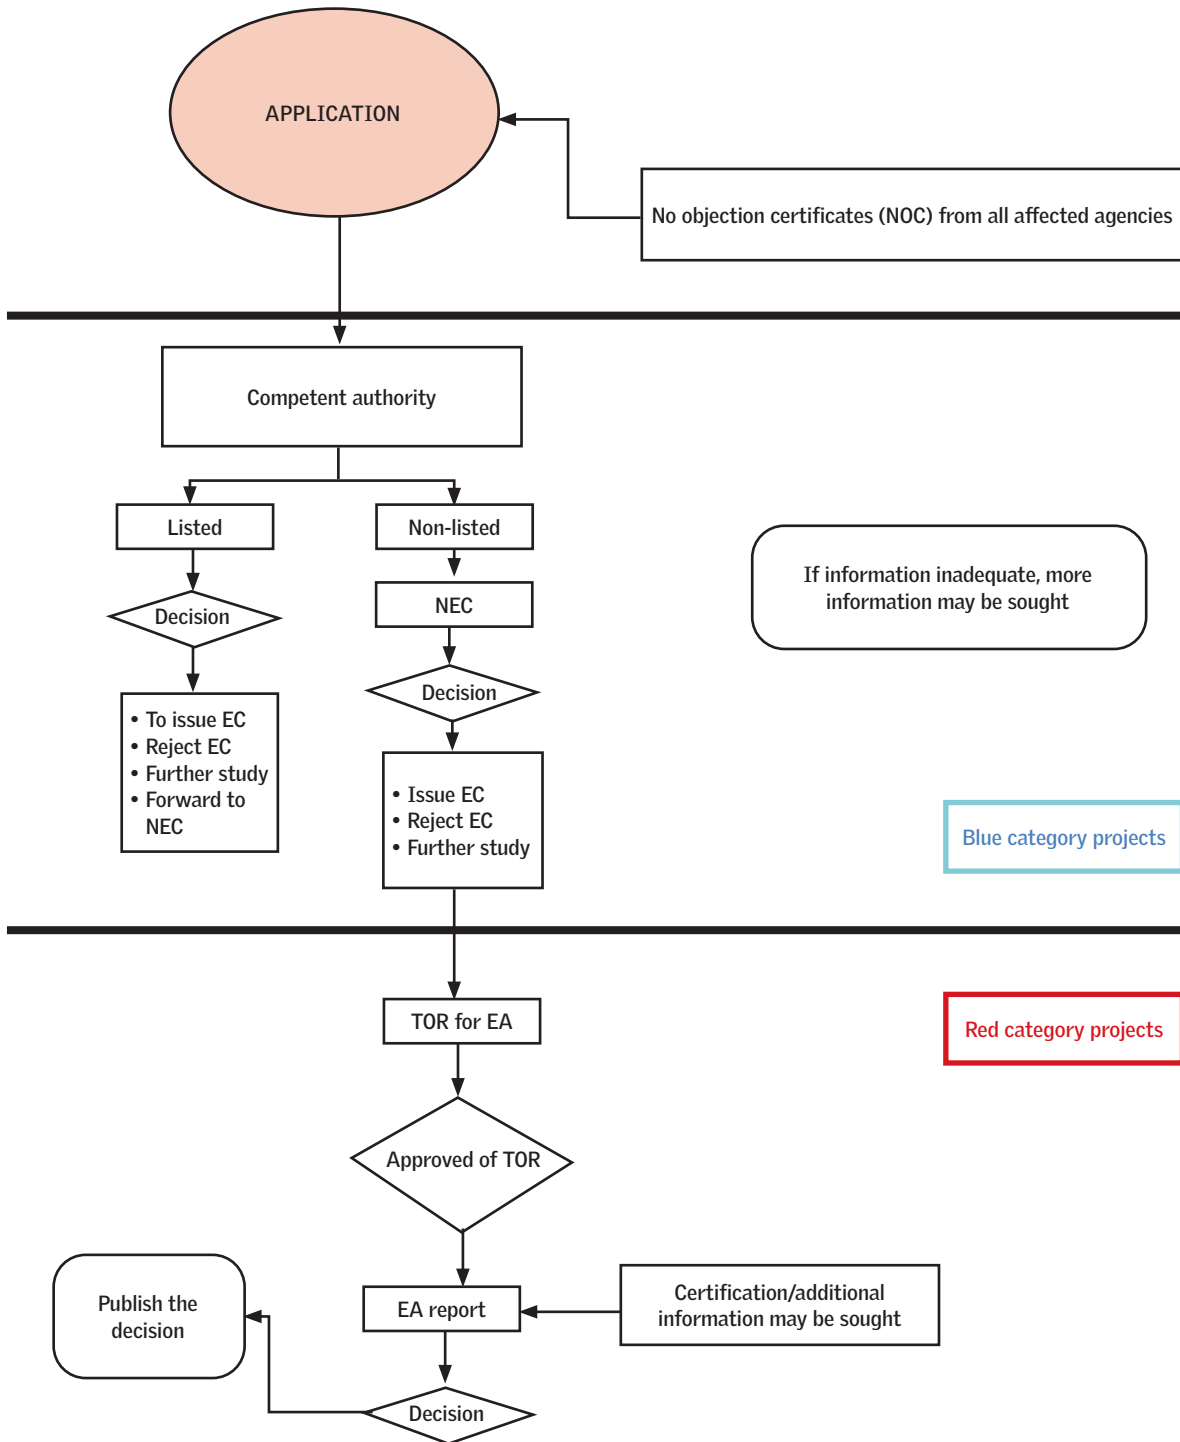 APPLICATION
No objection certificates (NOC) from all affected agencies
Competent authority
Listed
Non-listed
Decision
NEC
If information inadequate, more
information may be sought
Decision
• To issue EC
• Reject EC
• Further study
• Forward to
NEC
• Issue EC
• Reject EC
• Further study
Blue category projects
TOR for EA
Red category projects
Approved of TOR
EA report
Certification/additional
information may be sought
Publish the
decision
Decision